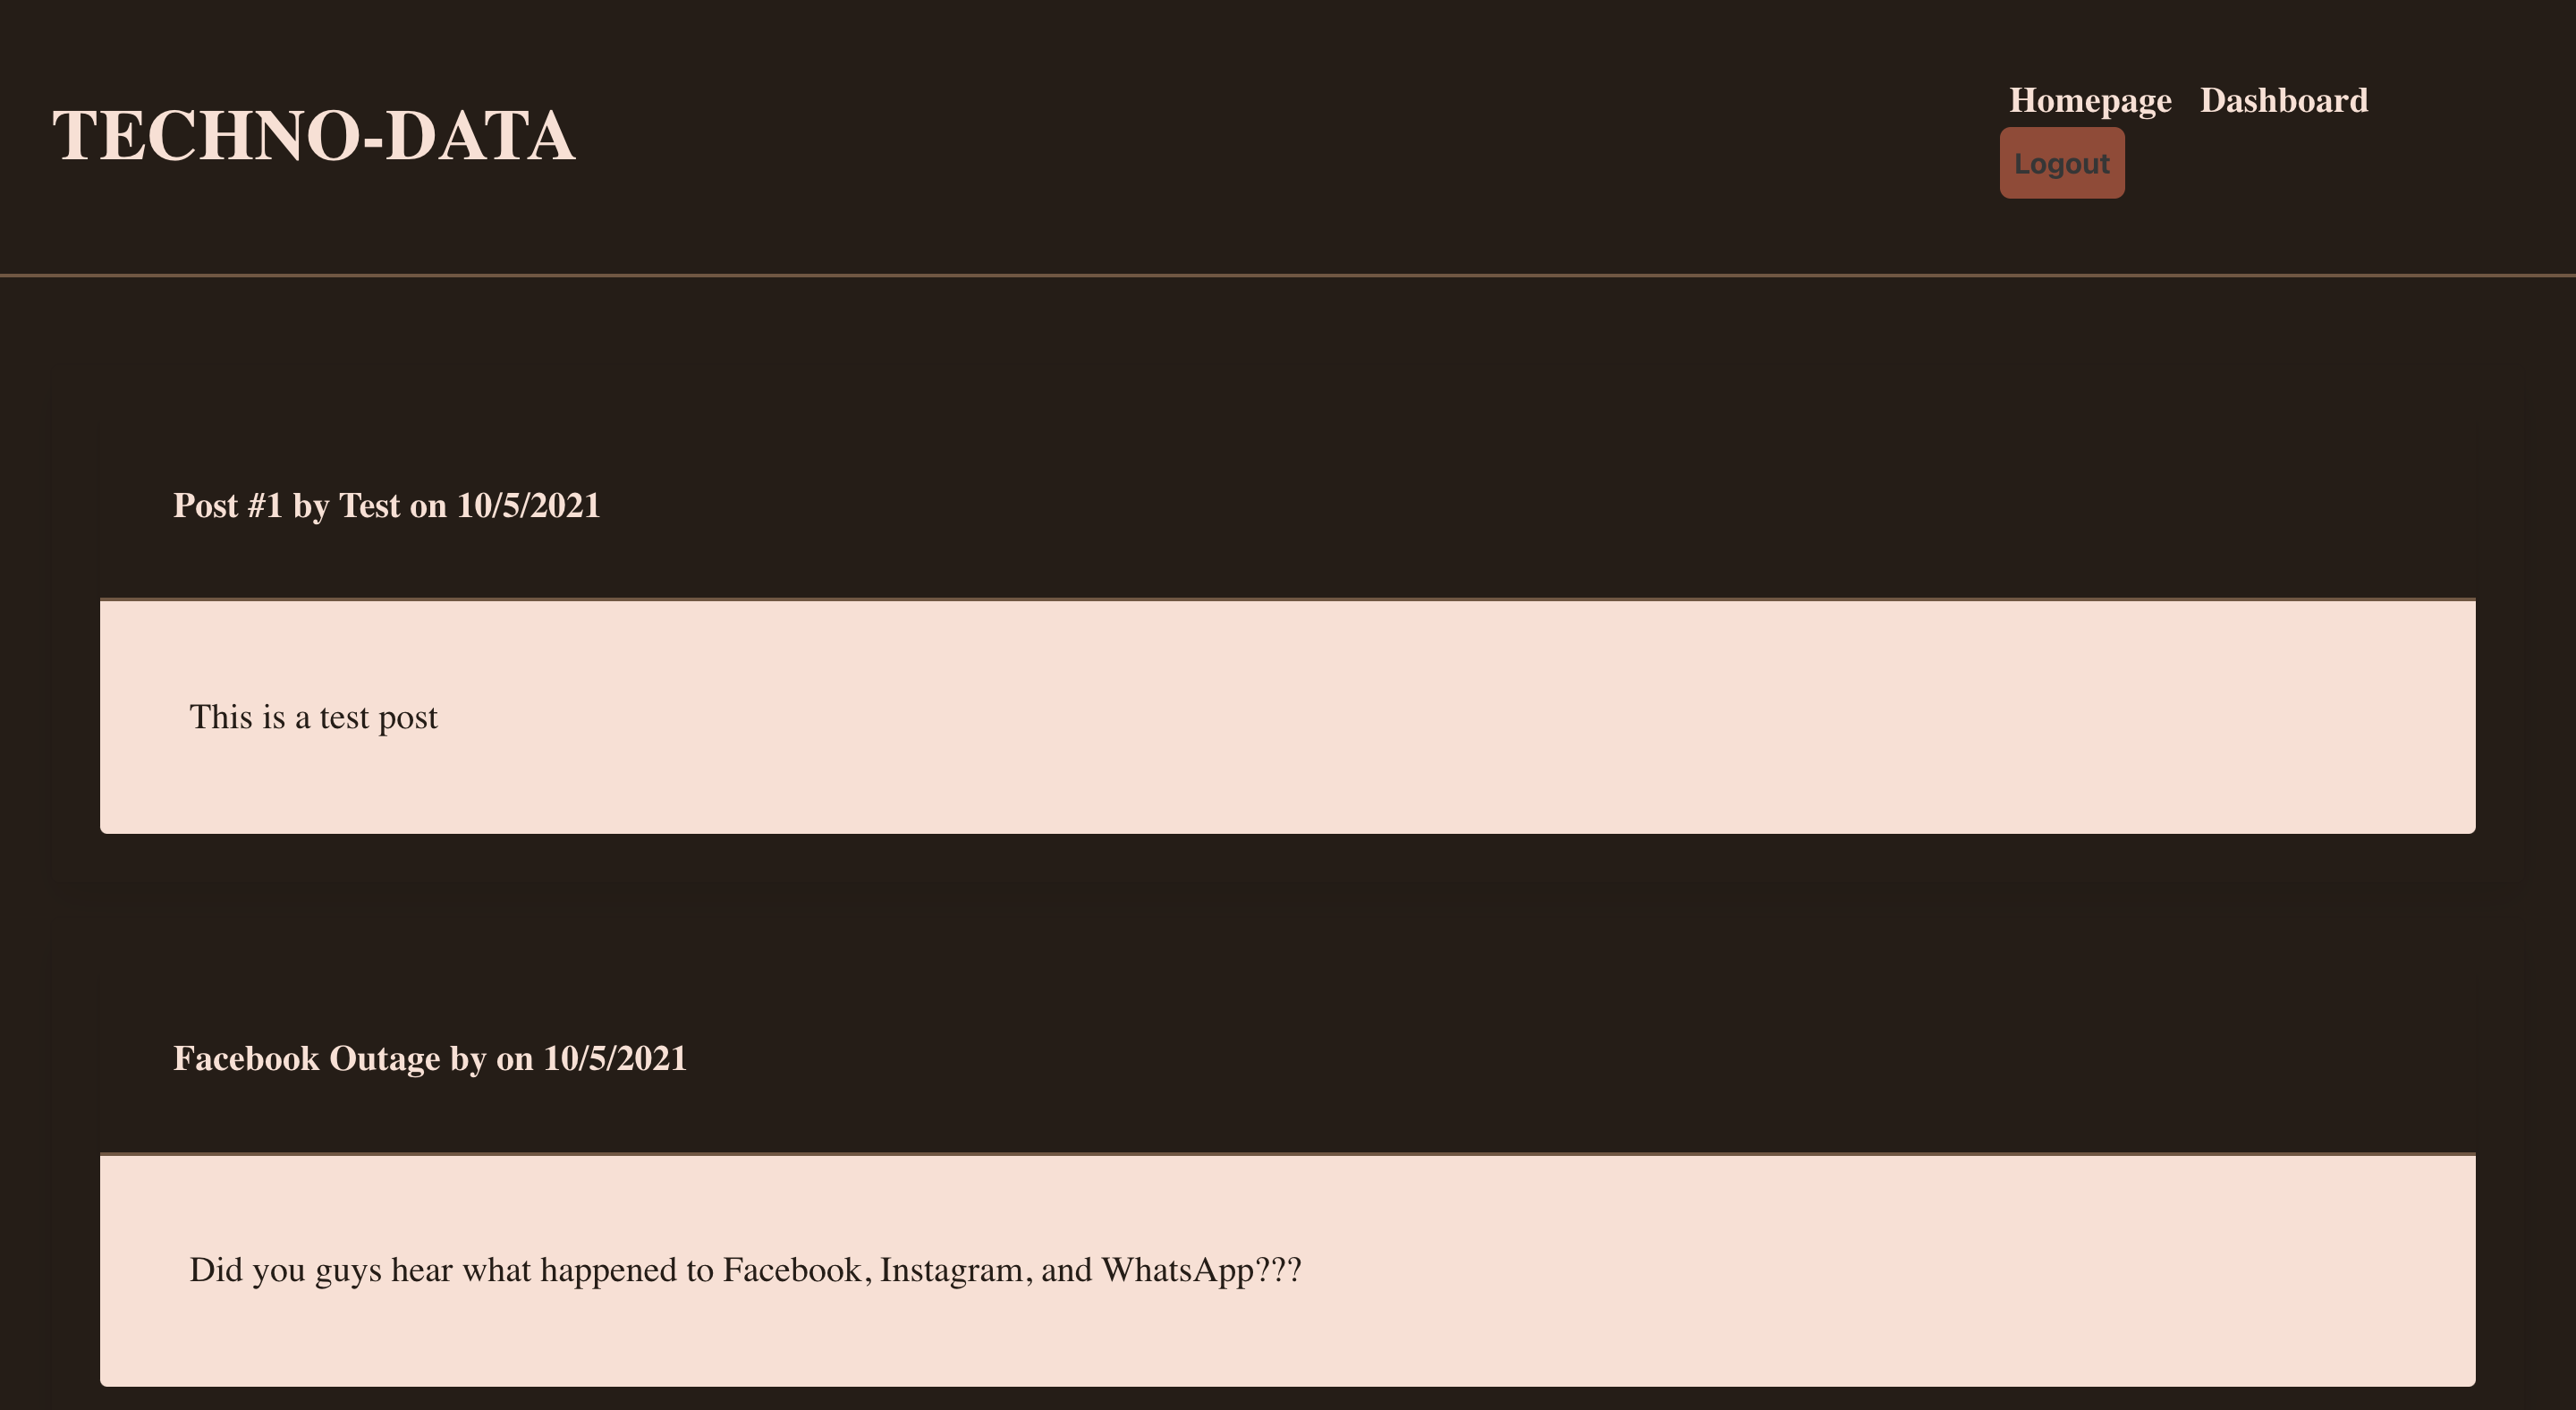 TECHNO-DATA
Homepage Dashboard
Logout
Post #1 by Test on 10/5/2021
This is a test post
Facebook Outage by on 10/5/2021
Did you guys hear what happened to Facebook, Instagram, and WhatsApp???